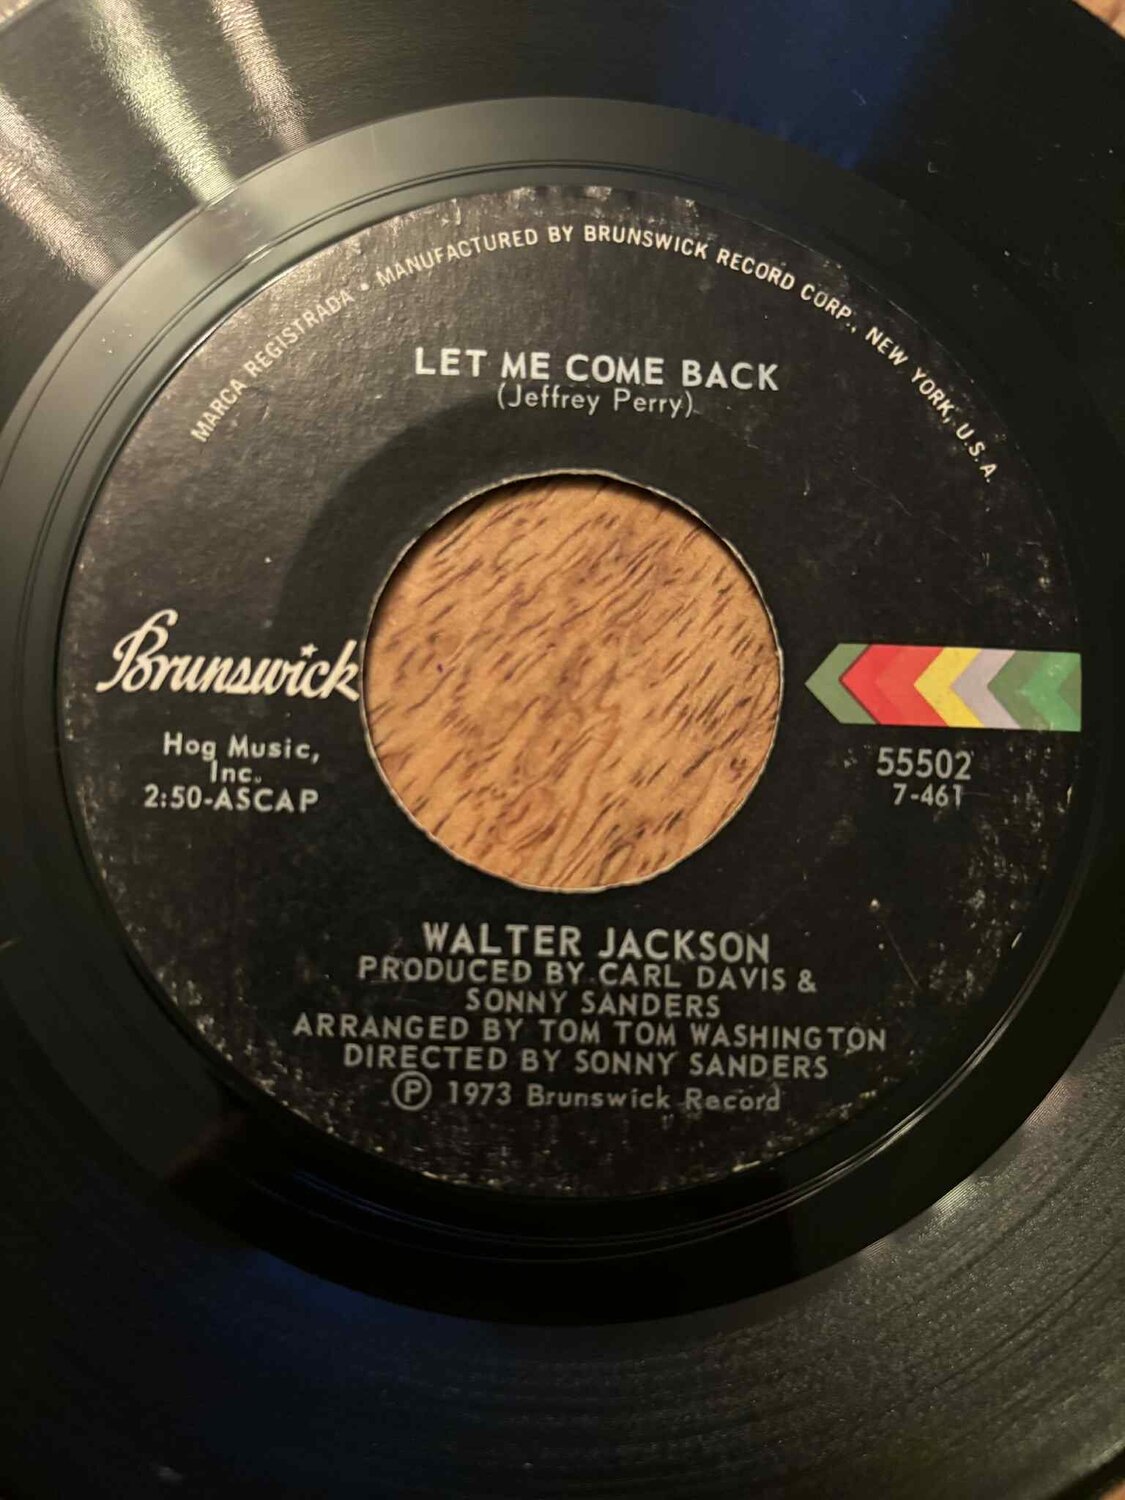 MARCA REGISTRADA • MANUFACTURED BY BRUNSWICK RECORD CORP., NEW YORK, U.S.A.
LET ME COME BACK
(Jeffrey Perry)
Brunswick
Hog Music,
Inc.
2:50-ASCAP
55502
7-461
WALTER JACKSON
PRODUCED BY CARL DAVIS &
SONNY SANDERS
ARRANGED BY TOM TOM WASHINGTON
DIRECTED BY SONNY SANDERS
Ⓟ 1973 Brunswick Record